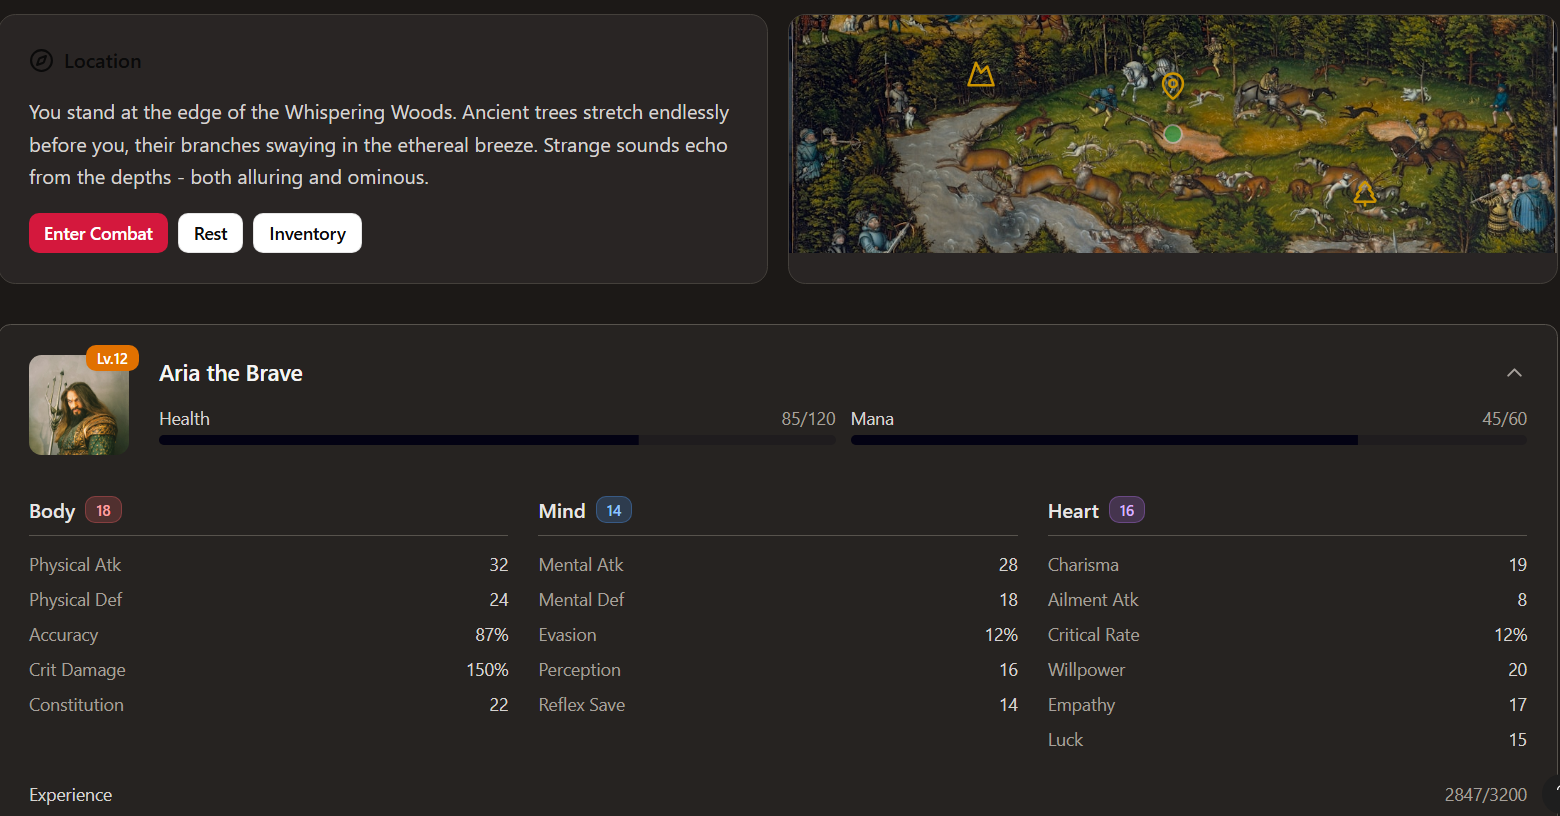 Location
You stand at the edge of the Whispering Woods. Ancient trees stretch endlessly
before you, their branches swaying in the ethereal breeze. Strange sounds echo
from the depths - both alluring and ominous.
Enter Combat Rest Inventory
Lv.12
Aria the Brave
Health 85/120 Mana 45/60
Body 18 Mind 14 Heart 16
Physical Atk 32 Mental Atk 28 Charisma 19
Physical Def 24 Mental Def 18 Ailment Atk 8
Accuracy 87% Evasion 12% Critical Rate 12%
Crit Damage 150% Perception 16 Willpower 20
Constitution 22 Reflex Save 14 Empathy 17
Luck 15
Experience 2847/3200